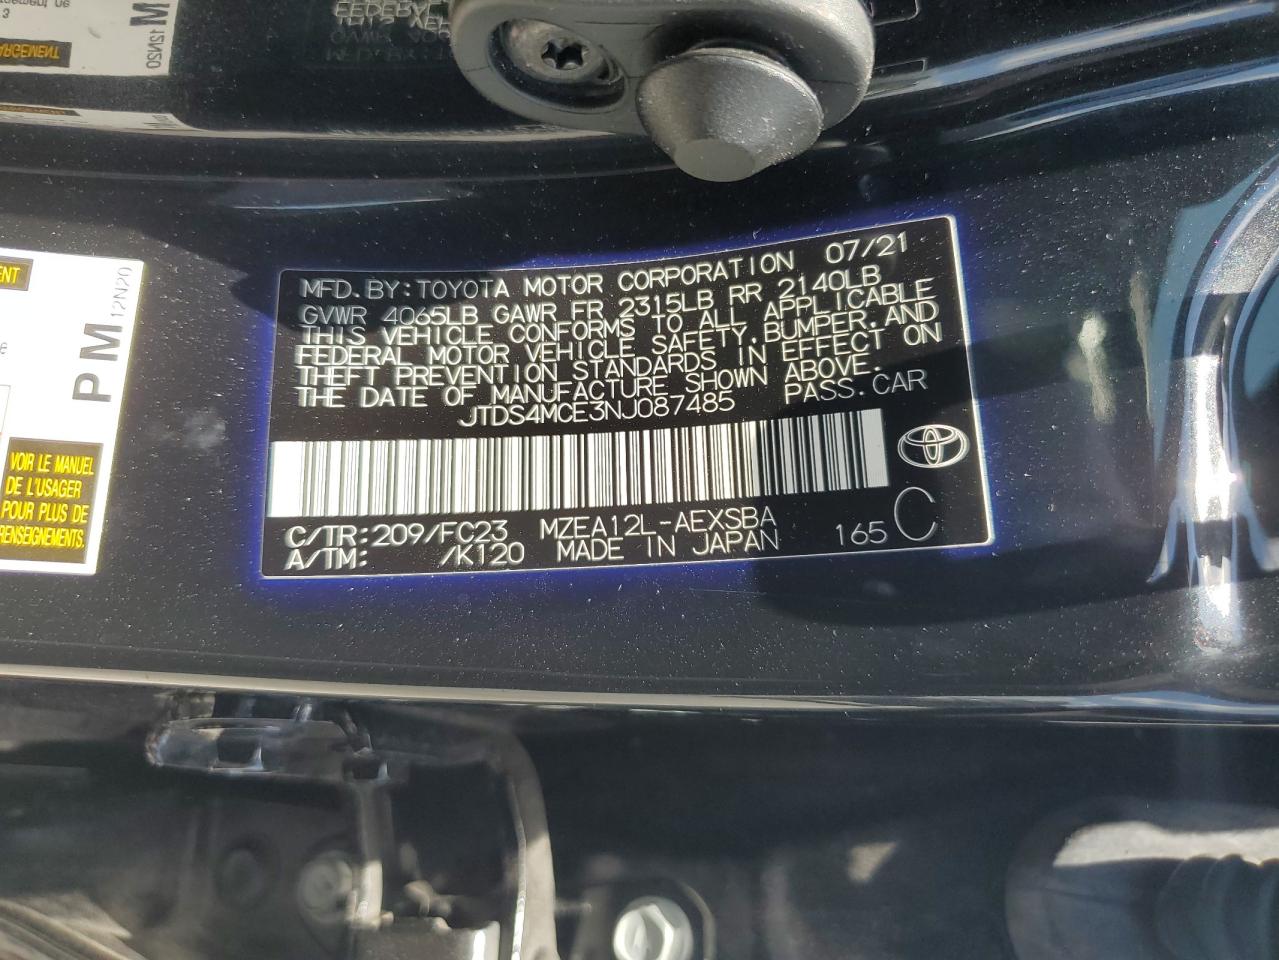 MFD.BY:TOYOTA MOTOR CORPORATION 07/21
GVWR 4065LB GAWR FR 2315LB RR 2140LB
THIS VEHICLE CONFORMS TO ALL APPLICABLE
FEDERAL MOTOR VEHICLE SAFETY,BUMPER,AND
THEFT PREVENTION STANDARDS IN EFFECT ON
THE DATE OF MANUFACTURE SHOWN ABOVE.
JTDS4MCE3NJ087485 PASS.CAR
C/TR:209/FC23 MZEA12L-AEXSBA 165 C
A/TM: /K120 MADE IN JAPAN
PM 12N20
VOIR LE MANUEL
DE L'USAGER
POUR PLUS DE
RENSEIGNEMENTS.
M 12N20